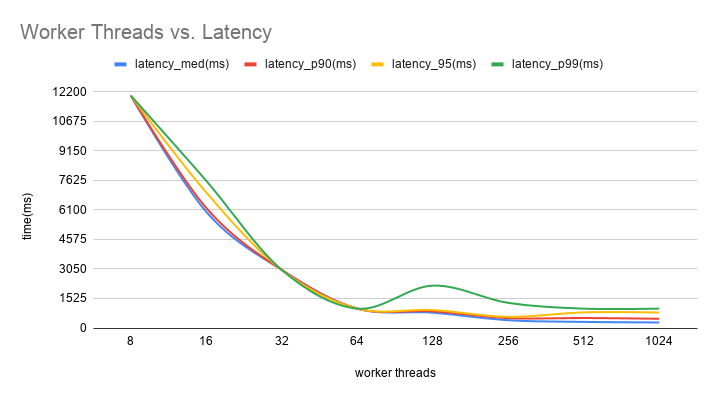 Worker Threads vs. Latency
latency_med(ms) latency_p90(ms) latency_95(ms) latency_p99(ms)
12200
10675
9150
7625
6100
4575
3050
1525
0
time(ms)
8 16 32 64 128 256 512 1024
worker threads